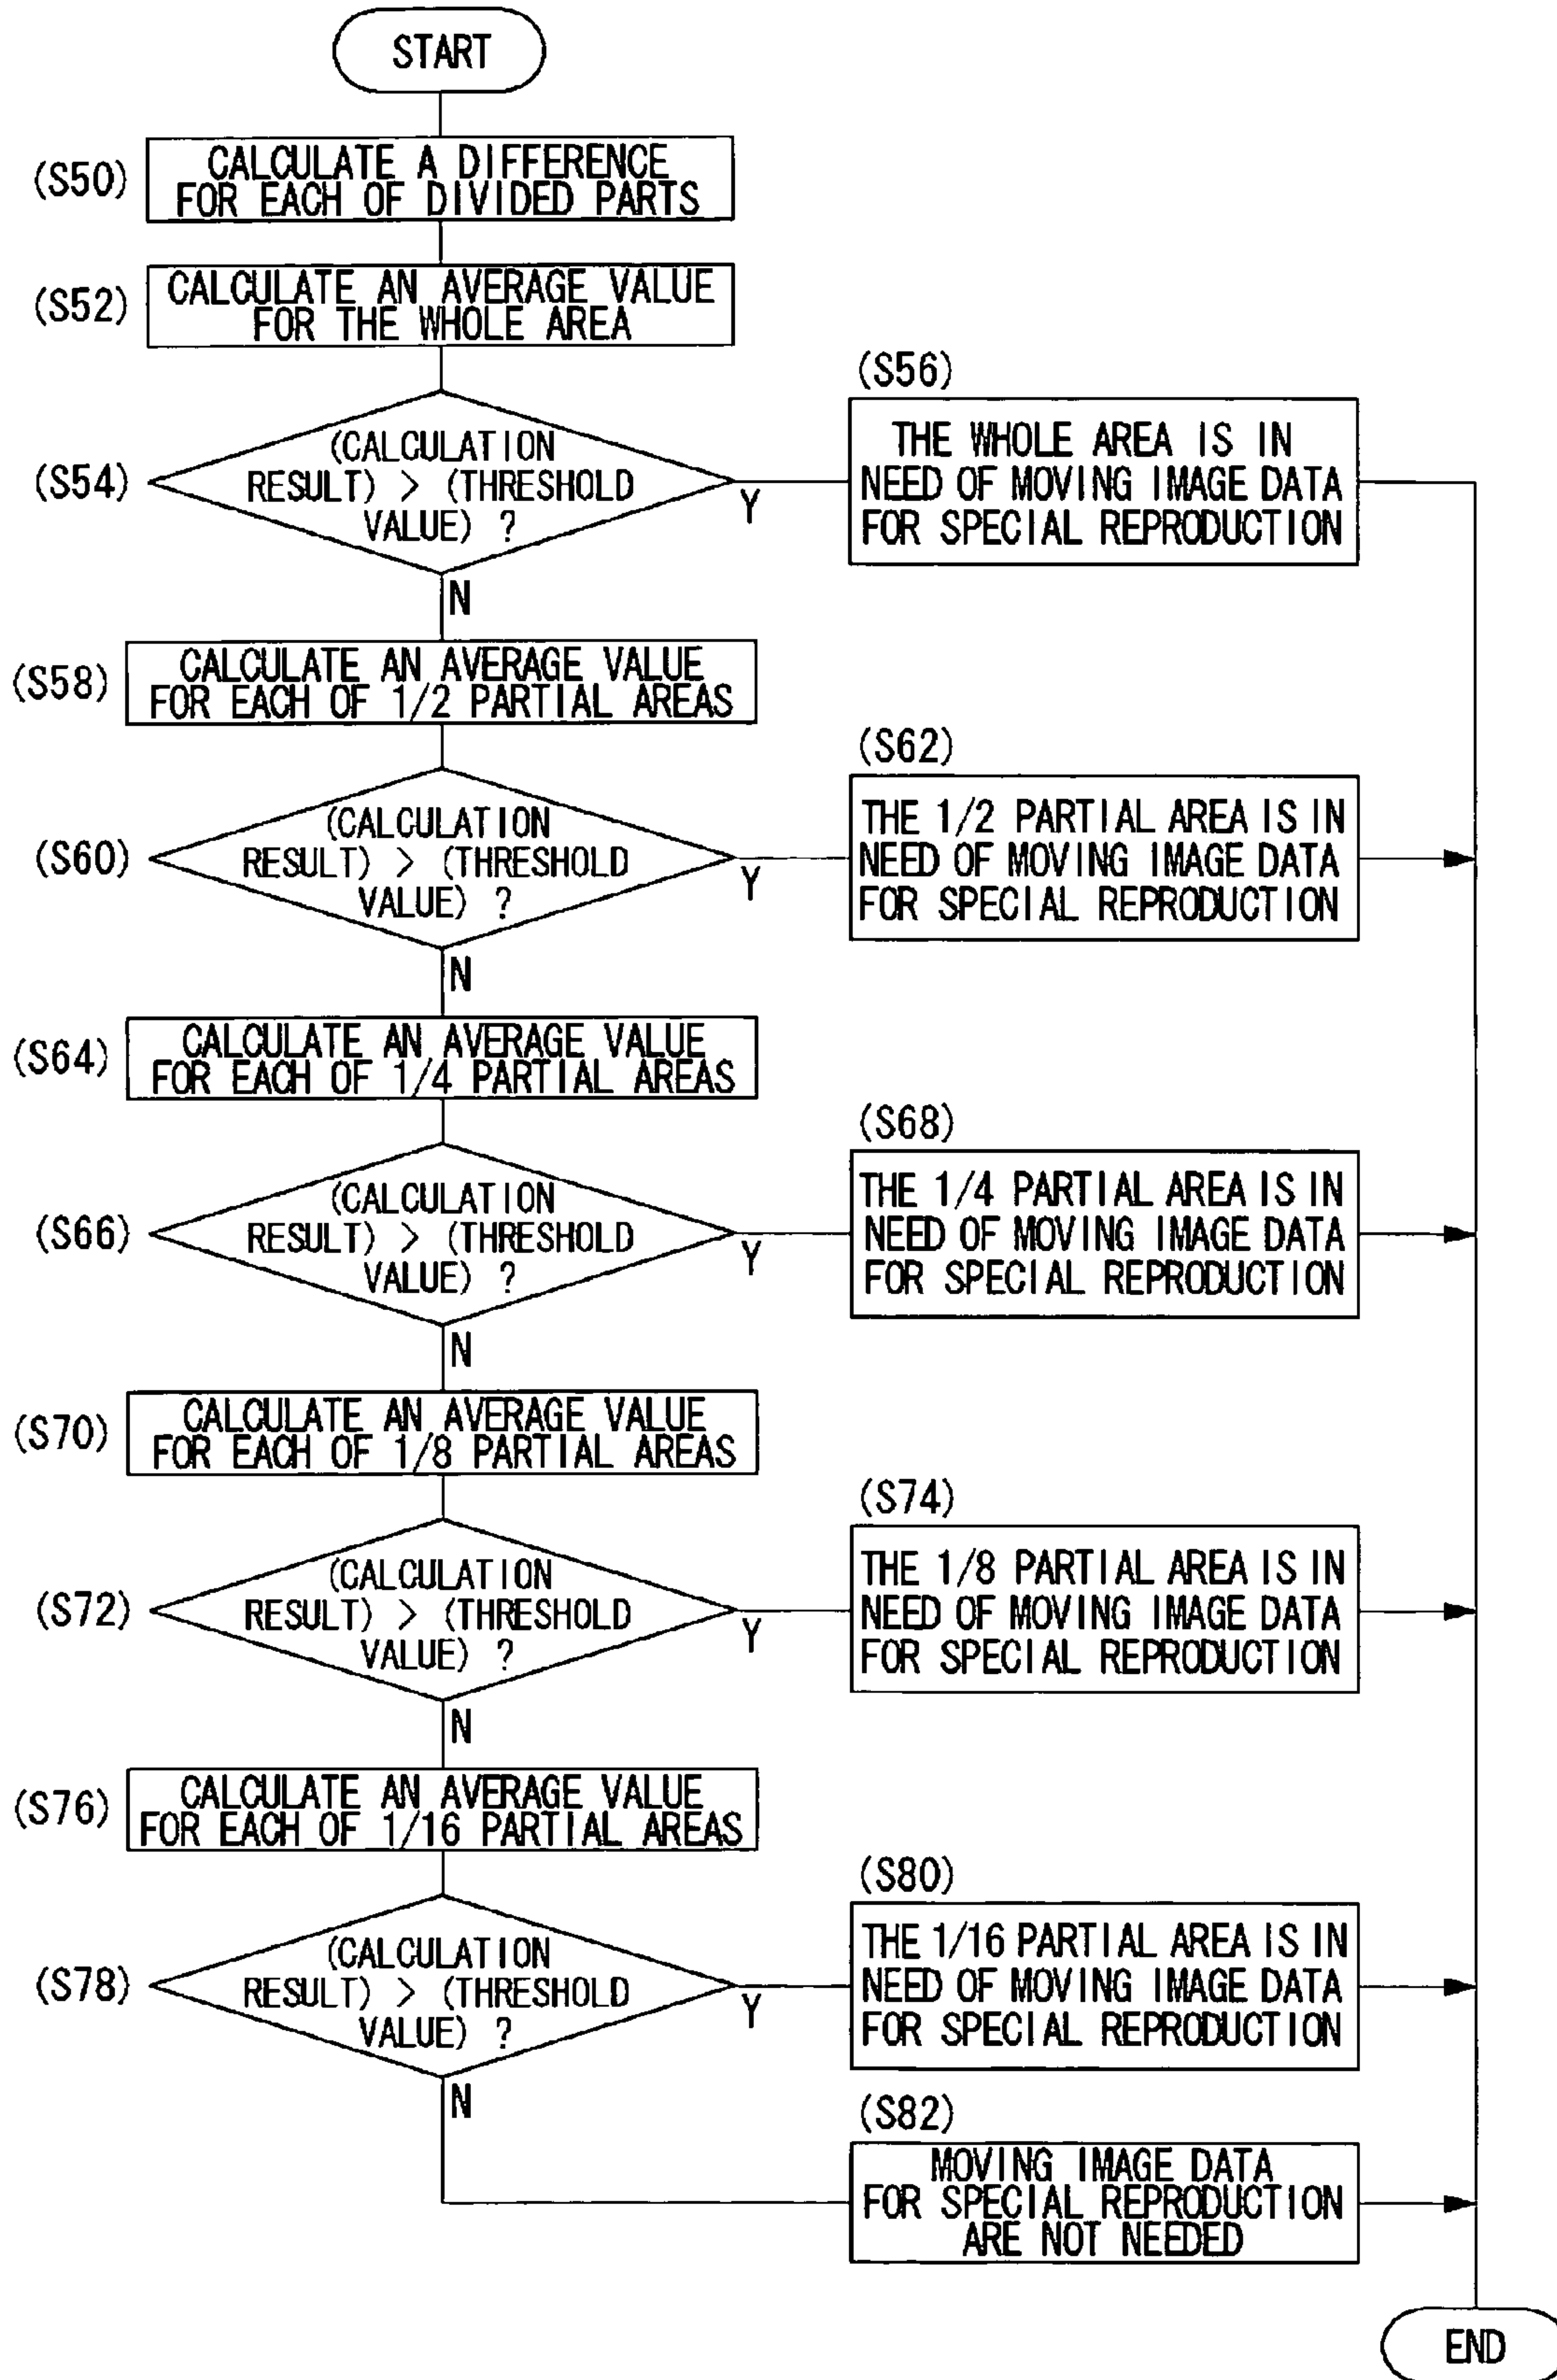 START
(S50)
CALCULATE A DIFFERENCE
FOR EACH OF DIVIDED PARTS
(S52)
CALCULATE AN AVERAGE VALUE
FOR THE WHOLE AREA
(S54)
(CALCULATION
RESULT) > (THRESHOLD
VALUE) ?
Y
N
(S56)
THE WHOLE AREA IS IN
NEED OF MOVING IMAGE DATA
FOR SPECIAL REPRODUCTION
(S58)
CALCULATE AN AVERAGE VALUE
FOR EACH OF 1/2 PARTIAL AREAS
(S60)
(CALCULATION
RESULT) > (THRESHOLD
VALUE) ?
Y
N
(S62)
THE 1/2 PARTIAL AREA IS IN
NEED OF MOVING IMAGE DATA
FOR SPECIAL REPRODUCTION
(S64)
CALCULATE AN AVERAGE VALUE
FOR EACH OF 1/4 PARTIAL AREAS
(S66)
(CALCULATION
RESULT) > (THRESHOLD
VALUE) ?
Y
N
(S68)
THE 1/4 PARTIAL AREA IS IN
NEED OF MOVING IMAGE DATA
FOR SPECIAL REPRODUCTION
(S70)
CALCULATE AN AVERAGE VALUE
FOR EACH OF 1/8 PARTIAL AREAS
(S72)
(CALCULATION
RESULT) > (THRESHOLD
VALUE) ?
Y
N
(S74)
THE 1/8 PARTIAL AREA IS IN
NEED OF MOVING IMAGE DATA
FOR SPECIAL REPRODUCTION
(S76)
CALCULATE AN AVERAGE VALUE
FOR EACH OF 1/16 PARTIAL AREAS
(S78)
(CALCULATION
RESULT) > (THRESHOLD
VALUE) ?
Y
N
(S80)
THE 1/16 PARTIAL AREA IS IN
NEED OF MOVING IMAGE DATA
FOR SPECIAL REPRODUCTION
(S82)
MOVING IMAGE DATA
FOR SPECIAL REPRODUCTION
ARE NOT NEEDED
END